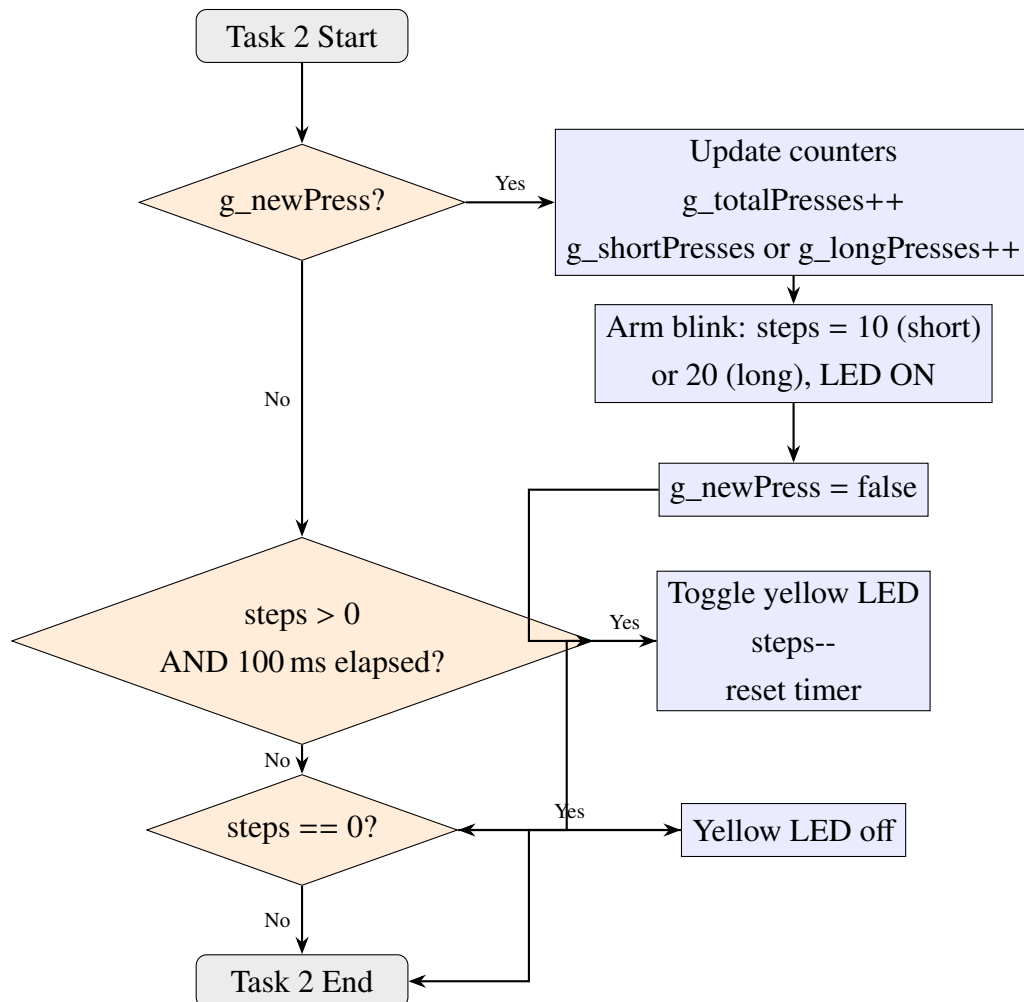 Task 2 Start
g_newPress?
Yes
Update counters
g_totalPresses++
g_shortPresses or g_longPresses++
Arm blink: steps = 10 (short)
or 20 (long), LED ON
No
g_newPress = false
steps > 0
AND 100 ms elapsed?
Yes
Toggle yellow LED
steps--
reset timer
No
steps == 0?
Yes
Yellow LED off
No
Task 2 End